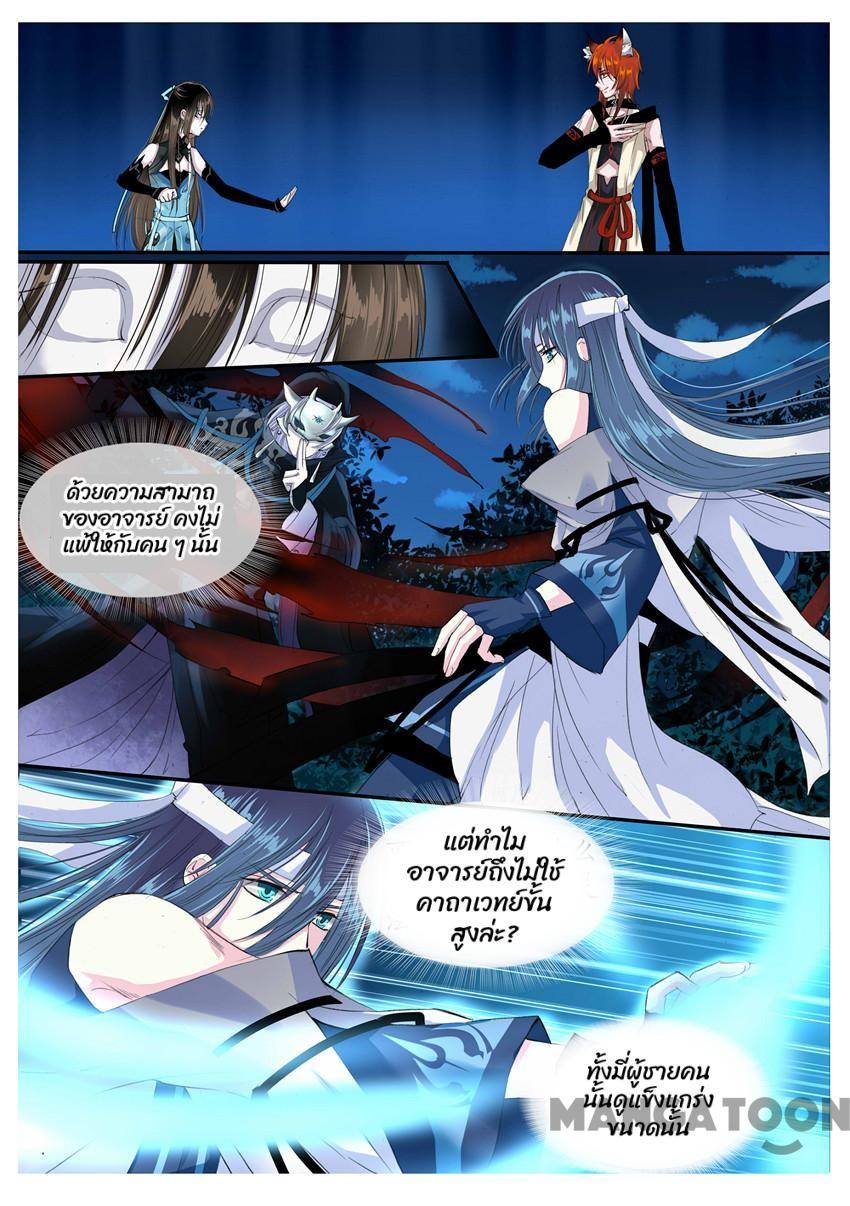 ด้วยความสามาถ
ของอาจารย์ คงไม่
แพ้ให้กับคน ๆ นั้น
แต่ทำไม
อาจารย์ถึงไม่ใช้
คาถาเวทย์ขั้น
สูงล่ะ?
ทั้งมี่ผู้ชายคน
นั้นดูแข็งแกร่ง
ขนาดนั้น
MANGATOON